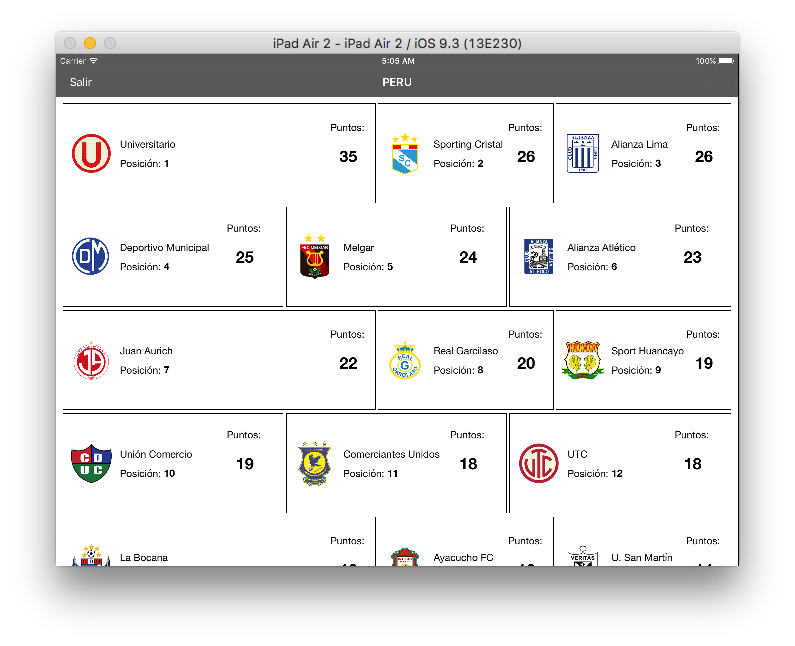 iPad Air 2 - iPad Air 2 / iOS 9.3 (13E230)
Carrier 5:05 AM 100%
Salir PERU
Puntos: Puntos: Puntos:
Universitario Sporting Cristal Alianza Lima
Posición: 1 35 Posición: 2 26 Posición: 3 26
Puntos: Puntos: Puntos:
Deportivo Municipal Melgar Alianza Atlético
Posición: 4 25 Posición: 5 24 Posición: 6 23
Puntos: Puntos: Puntos:
Juan Aurich Real Garcilaso Sport Huancayo
Posición: 7 22 Posición: 8 20 Posición: 9 19
Puntos: Puntos: Puntos:
Unión Comercio Comerciantes Unidos UTC
Posición: 10 19 Posición: 11 18 Posición: 12 18
Puntos: Puntos: Puntos:
La Bocana Ayacucho FC U. San Martín